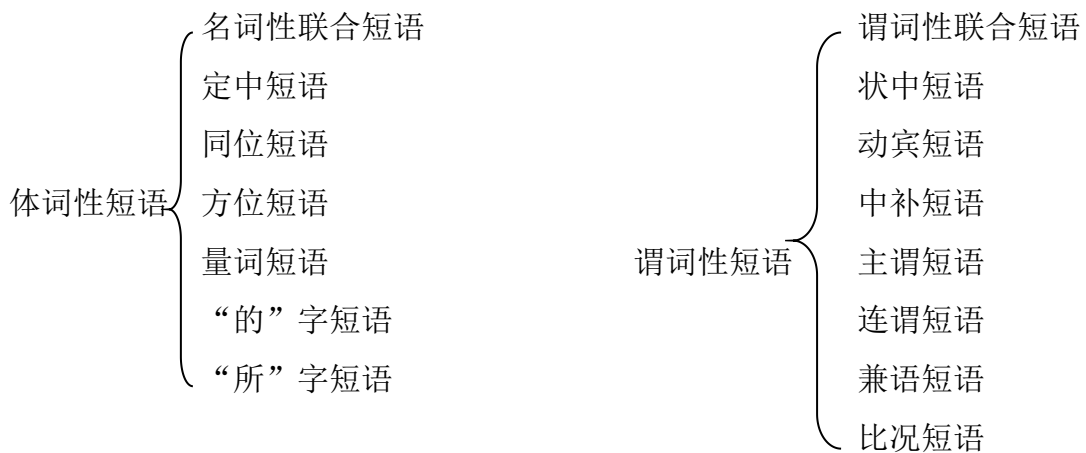 体词性短语
名词性联合短语
定中短语
同位短语
方位短语
量词短语
“的”字短语
“所”字短语
谓词性短语
谓词性联合短语
状中短语
动宾短语
中补短语
主谓短语
连谓短语
兼语短语
比况短语